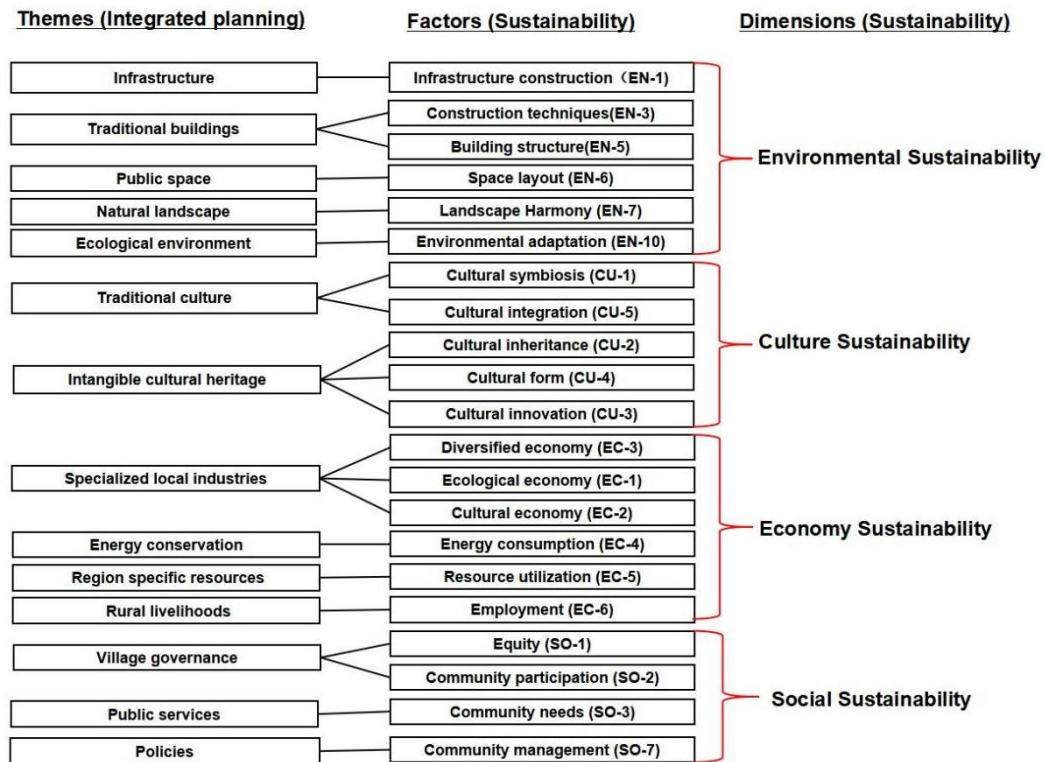 Themes (Integrated planning)
Factors (Sustainability)
Dimensions (Sustainability)
Infrastructure
Infrastructure construction（EN-1)
Traditional buildings
Construction techniques(EN-3)
Building structure(EN-5)
Public space
Space layout (EN-6)
Natural landscape
Landscape Harmony (EN-7)
Ecological environment
Environmental adaptation (EN-10)
Environmental Sustainability
Traditional culture
Cultural symbiosis (CU-1)
Cultural integration (CU-5)
Intangible cultural heritage
Cultural inheritance (CU-2)
Cultural form (CU-4)
Cultural innovation (CU-3)
Culture Sustainability
Specialized local industries
Diversified economy (EC-3)
Ecological economy (EC-1)
Cultural economy (EC-2)
Energy conservation
Energy consumption (EC-4)
Region specific resources
Resource utilization (EC-5)
Rural livelihoods
Employment (EC-6)
Economy Sustainability
Village governance
Equity (SO-1)
Community participation (SO-2)
Public services
Community needs (SO-3)
Policies
Community management (SO-7)
Social Sustainability